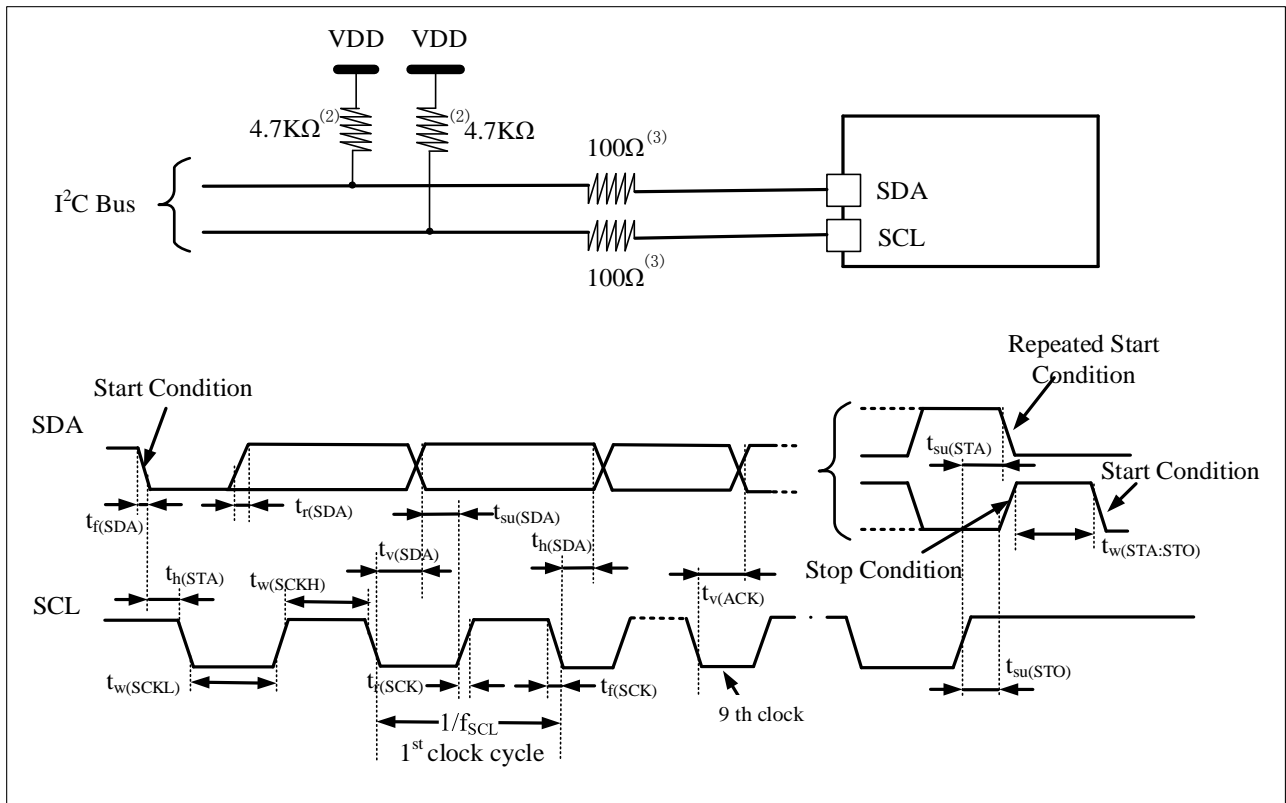 VDD VDD
4.7KΩ(2) (2)4.7KΩ
100Ω(3)
I2C Bus
SDA
SCL
100Ω(3)
Repeated Start
Condition
Start Condition
SDA
tsu(STA)
Start Condition
tf(SDA)
tr(SDA)
tsu(SDA)
tv(SDA)
th(SDA)
tw(STA:STO)
th(STA)
tw(SCKH)
Stop Condition
tv(ACK)
SCL
tw(SCKL)
tf(SCK)
tf(SCK)
tsu(STO)
9 th clock
1/fSCL
1st clock cycle